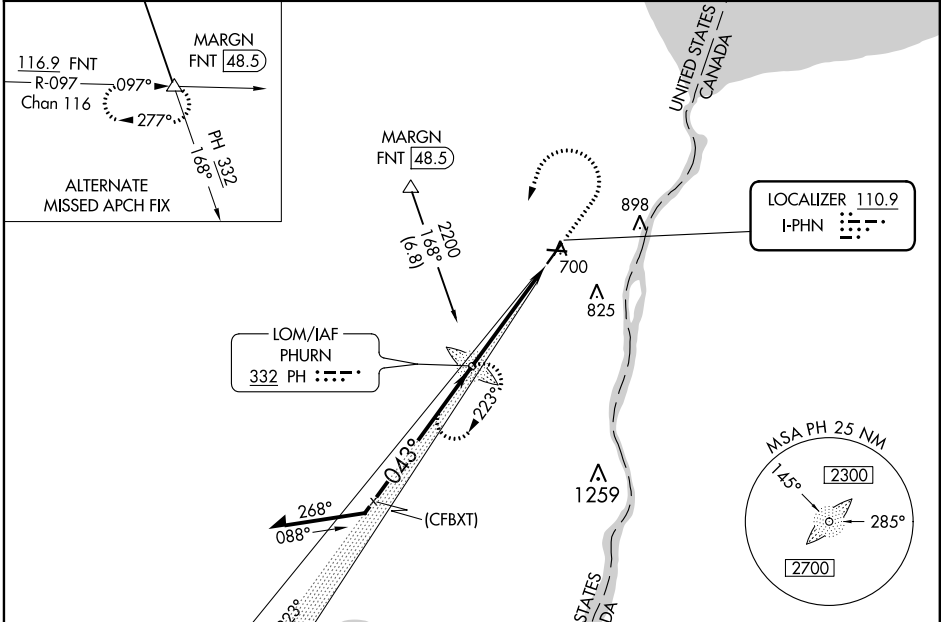 116.9 FNT
R-097
097°
Chan 116
277°
MARGN
FNT 48.5
PH 332
168°
ALTERNATE
MISSED APCH FIX
MARGN
FNT 48.5
2200
168°
(6.8)
UNITED STATES
CANADA
898
700
825
LOCALIZER 110.9
I-PHN
LOM/IAF
PHURN
332 PH
223°
043°
268°
088°
(CFBXT)
1259
MSA PH 25 NM
145°
2300
285°
2700
STATES